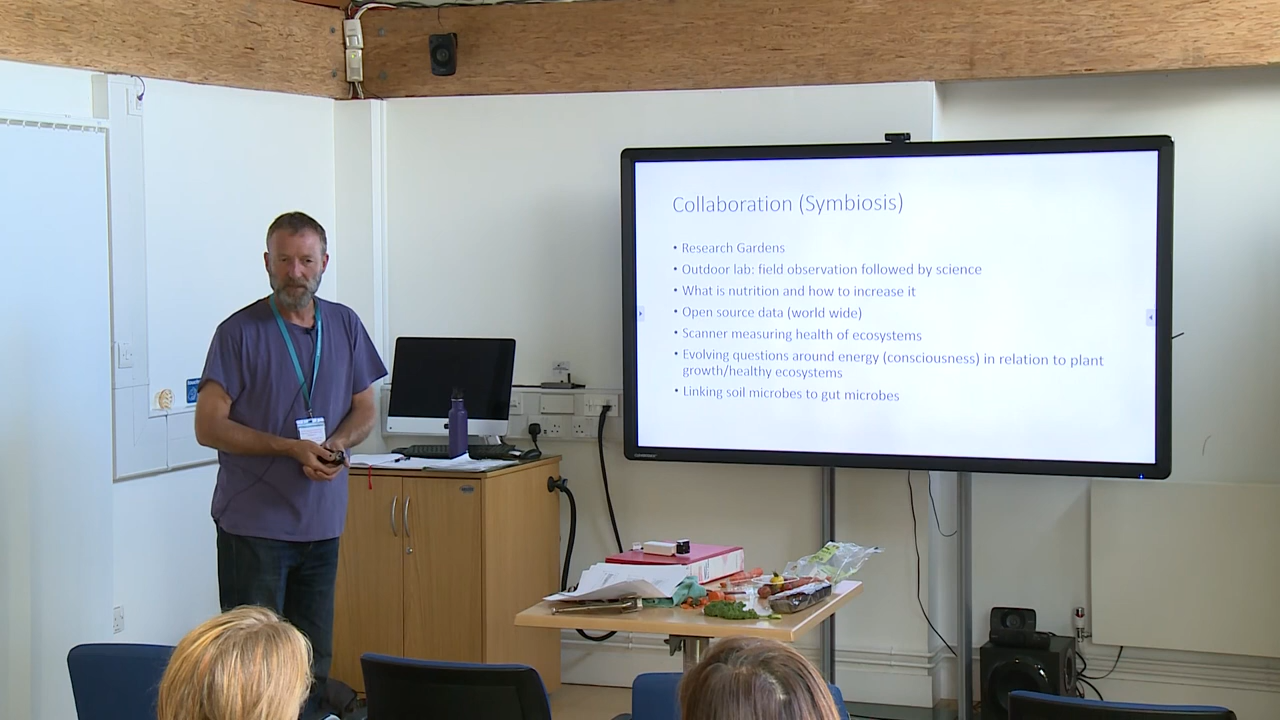 Collaboration (Symbiosis)
• Research Gardens
• Outdoor lab: field observation followed by science
• What is nutrition and how to increase it
• Open source data (world wide)
• Scanner measuring health of ecosystems
• Evolving questions around energy (consciousness) in relation to plant
growth/healthy ecosystems
• Linking soil microbes to gut microbes